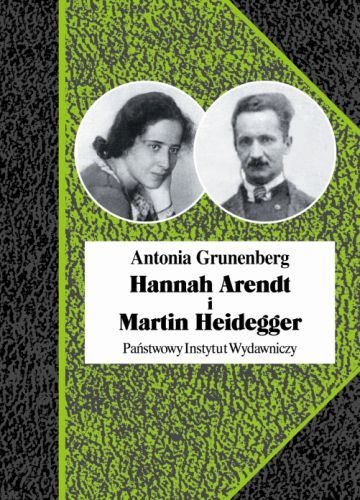 Antonia Grunenberg
Hannah Arendt
i
Martin Heidegger
Państwowy Instytut Wydawniczy